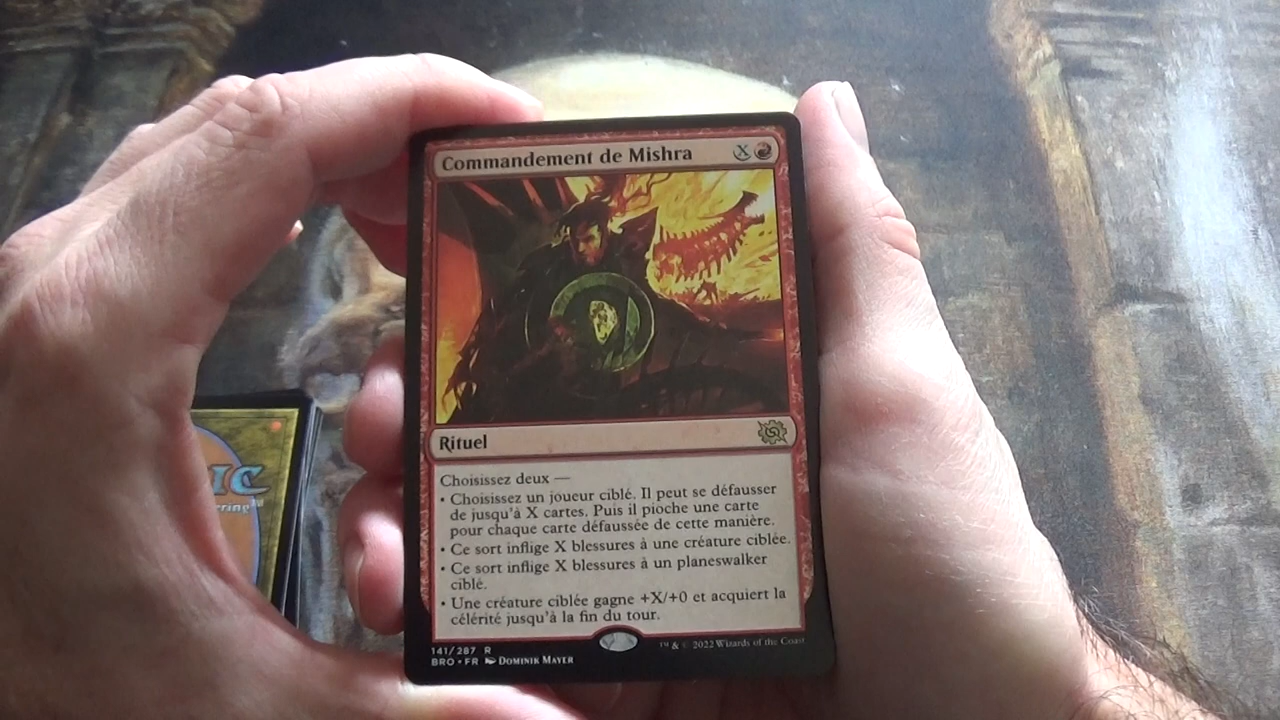 Commandement de Mishra X
Rituel
Choisissez deux —
• Choisissez un joueur ciblé. Il peut se défausser
de jusqu'à X cartes. Puis il pioche une carte
pour chaque carte défaussée de cette manière.
• Ce sort inflige X blessures à une créature ciblée.
• Ce sort inflige X blessures à un planeswalker
ciblé.
• Une créature ciblée gagne +X/+0 et acquiert la
célérité jusqu'à la fin du tour.
141/287 R
BRO • FR Dominik Mayer
™ & © 2022 Wizards of the Coast